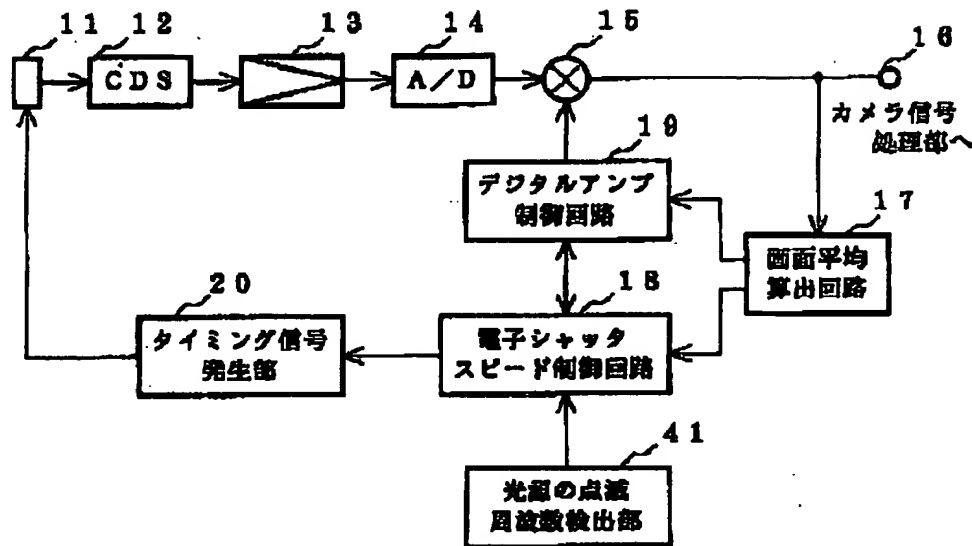 11
12
13
14
15
16
CDS
A/D
カメラ信号
処理部へ
19
デジタルアンプ
制御回路
17
画面平均
算出回路
20
タイミング信号
発生部
18
電子シャッタ
スピード制御回路
41
光源の点滅
周波数検出部